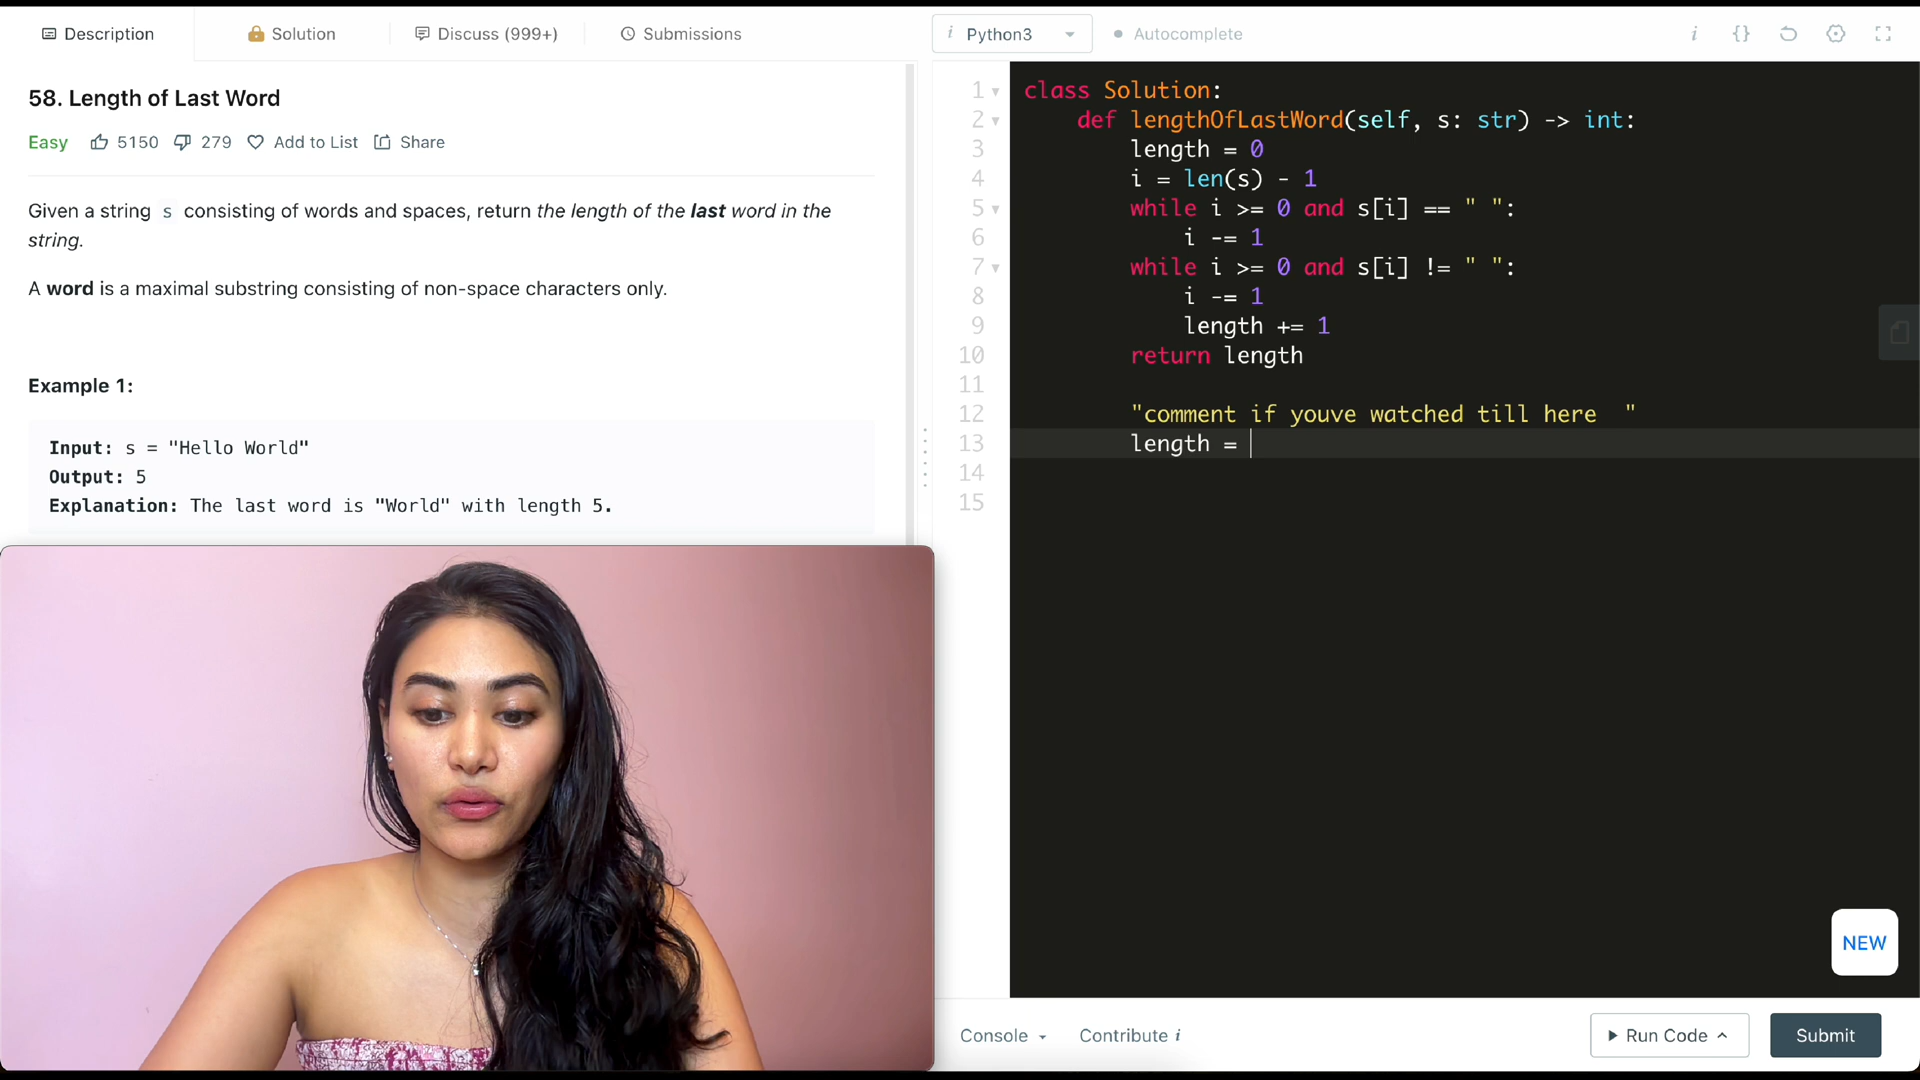 Description
Solution
Discuss (999+)
Submissions
i Python3
Autocomplete
i {}
58. Length of Last Word
Easy 5150 279 Add to List Share
Given a string s consisting of words and spaces, return the length of the last word in the
string.
A word is a maximal substring consisting of non-space characters only.
Example 1:
Input: s = "Hello World"
Output: 5
Explanation: The last word is "World" with length 5.
1 class Solution:
2 def lengthOfLastWord(self, s: str) -> int:
3 length = 0
4 i = len(s) - 1
5 while i >= 0 and s[i] == " ":
6 i -= 1
7 while i >= 0 and s[i] != " ":
8 i -= 1
9 length += 1
10 return length
11
12 "comment if youve watched till here  "
13 length =
14
15
NEW
Console
Contribute i
Run Code
Submit